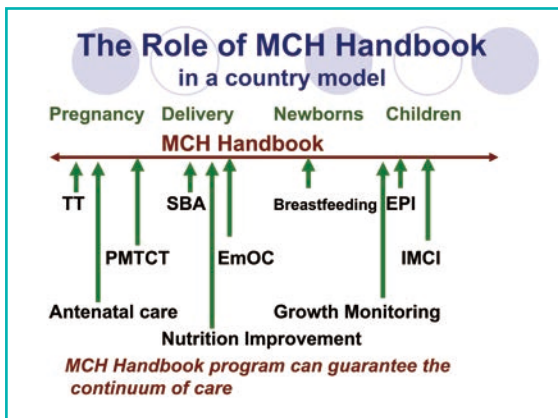 The Role of MCH Handbook
in a country model
Pregnancy Delivery Newborns Children
MCH Handbook
TT SBA Breastfeeding EPI
PMTCT EmOC IMCI
Antenatal care Growth Monitoring
Nutrition Improvement
MCH Handbook program can guarantee the
continuum of care